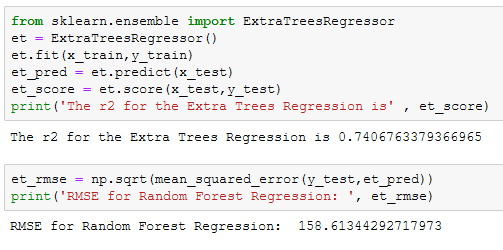 from sklearn.ensemble import ExtraTreesRegressor
et = ExtraTreesRegressor()
et.fit(x_train,y_train)
et_pred = et.predict(x_test)
et_score = et.score(x_test,y_test)
print('The r2 for the Extra Trees Regression is' , et_score)
The r2 for the Extra Trees Regression is 0.7406763379366965
et_rmse = np.sqrt(mean_squared_error(y_test,et_pred))
print('RMSE for Random Forest Regression: ', et_rmse)
RMSE for Random Forest Regression:  158.61344292717973